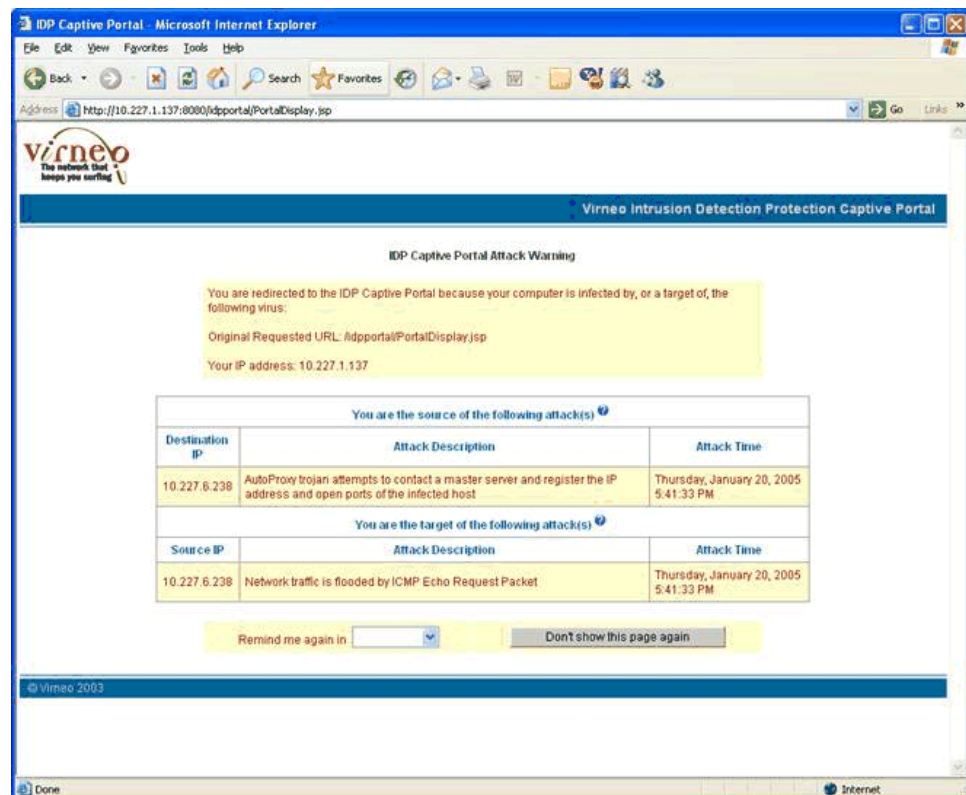 IDP Captive Portal - Microsoft Internet Explorer
File Edit View Favorites Tools Help
Back Search Favorites
Address http://10.227.1.137:8080/idpportal/PortalDisplay.jsp Go Links »
Virneo
The network that
keeps you surfing
Virneo Intrusion Detection Protection Captive Portal
IDP Captive Portal Attack Warning
You are redirected to the IDP Captive Portal because your computer is infected by, or a target of, the
following virus:
Original Requested URL: /idpportal/PortalDisplay.jsp
Your IP address: 10.227.1.137
You are the source of the following attack(s) ?
Destination
IP
Attack Description
Attack Time
10.227.6.238
AutoProxy trojan attempts to contact a master server and register the IP
address and open ports of the infected host
Thursday, January 20, 2005
5:41:33 PM
You are the target of the following attack(s) ?
Source IP
Attack Description
Attack Time
10.227.6.238
Network traffic is flooded by ICMP Echo Request Packet
Thursday, January 20, 2005
5:41:33 PM
Remind me again in
Don't show this page again
© Virneo 2003
Done
Internet